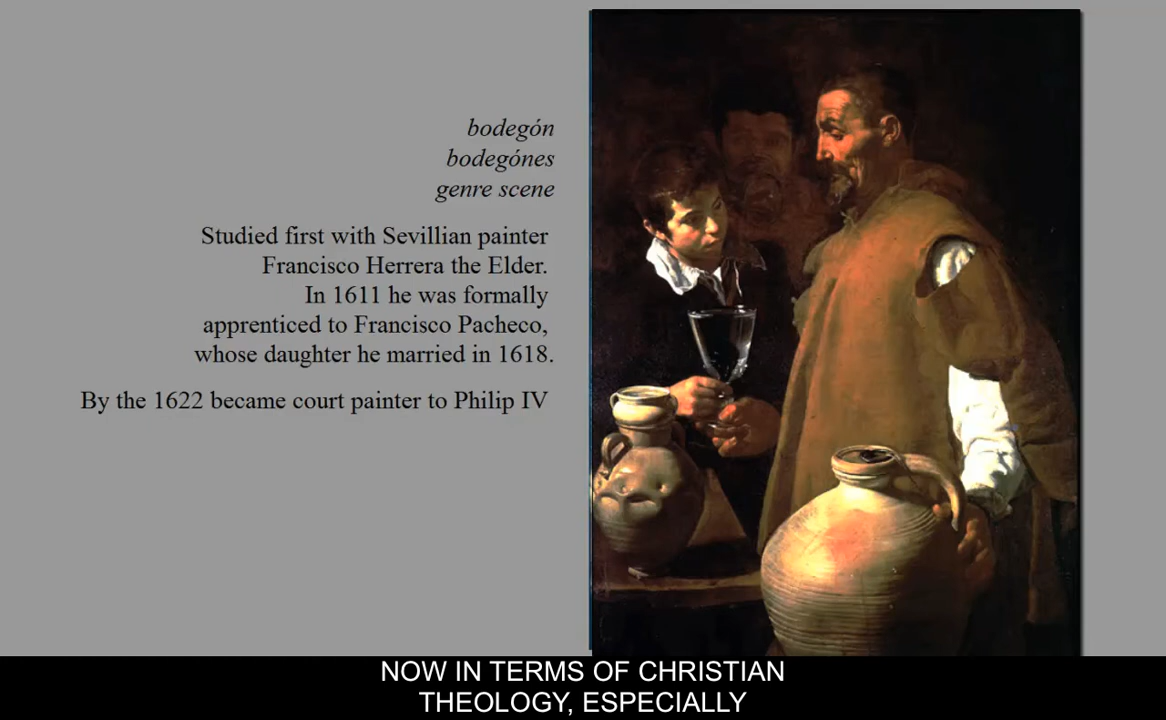 bodegón
bodegónes
genre scene
Studied first with Sevillian painter
Francisco Herrera the Elder.
In 1611 he was formally
apprenticed to Francisco Pacheco,
whose daughter he married in 1618.
By the 1622 became court painter to Philip IV
NOW IN TERMS OF CHRISTIAN
THEOLOGY, ESPECIALLY